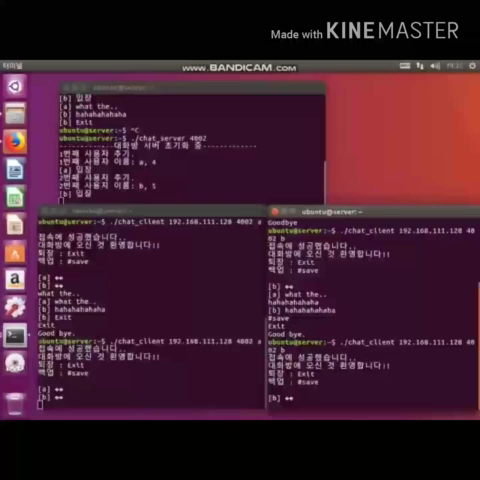 Made with KINEMASTER
터미널
www.BANDICAM.com
[b] 입장
[a] what the..
[b] hahahahahaha
[b] Exit
ubuntu@server:~$ ^C
ubuntu@server:~$ ./chat_server 4002
------------대화방 서버 초기화 중------------
1번째 사용자 추가.
1번째 사용자 이름: a, 4
[a] 입장
2번째 사용자 추가.
2번째 사용자 이름: b, 5
[b] 입장
ubuntu@server:~$ ./chat_client 192.168.111.128 4002 a
접속에 성공했습니다..
대화방에 오신 것 환영합니다!!
퇴장 : Exit
백업 : #save
[a] ++
[b] ++
what the..
[a] what the..
[b] hahahahahaha
[b] Exit
Exit
Good bye.
ubuntu@server:~$ ./chat_client 192.168.111.128 4002 a
접속에 성공했습니다..
대화방에 오신 것 환영합니다!!
퇴장 : Exit
백업 : #save
[a] ++
[b] ++
ubuntu@server: ~
Goodbye
ubuntu@server:~$ ./chat_client 192.168.111.128 40
02 b
접속에 성공했습니다..
대화방에 오신 것 환영합니다!!
퇴장 : Exit
백업 : #save
[b] ++
[a] what the..
hahahahahaha
[b] hahahahahaha
#save
Exit
Good bye.
ubuntu@server:~$ ./chat_client 192.168.111.128 40
02 b
접속에 성공했습니다..
대화방에 오신 것 환영합니다!!
퇴장 : Exit
백업 : #save
[b] ++